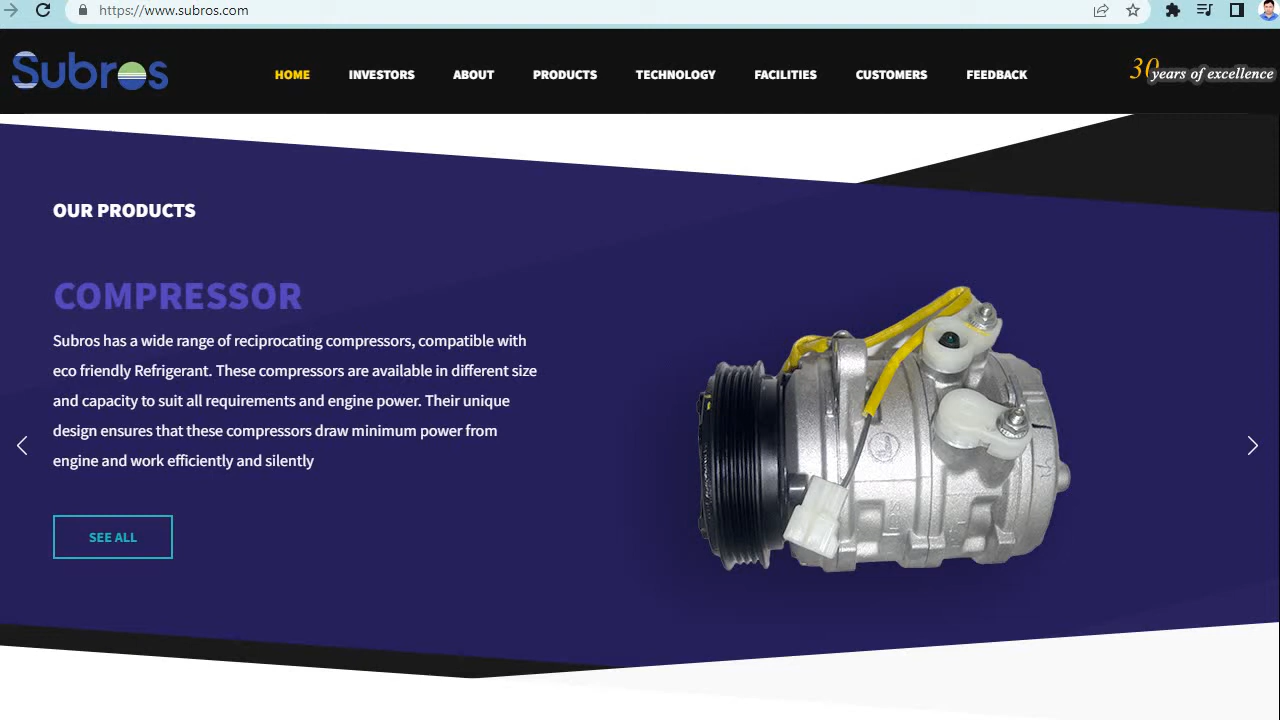 https://www.subros.com
Subros
HOME INVESTORS ABOUT PRODUCTS TECHNOLOGY FACILITIES CUSTOMERS FEEDBACK
30 years of excellence
OUR PRODUCTS
COMPRESSOR
Subros has a wide range of reciprocating compressors, compatible with
eco friendly Refrigerant. These compressors are available in different size
and capacity to suit all requirements and engine power. Their unique
design ensures that these compressors draw minimum power from
engine and work efficiently and silently
SEE ALL